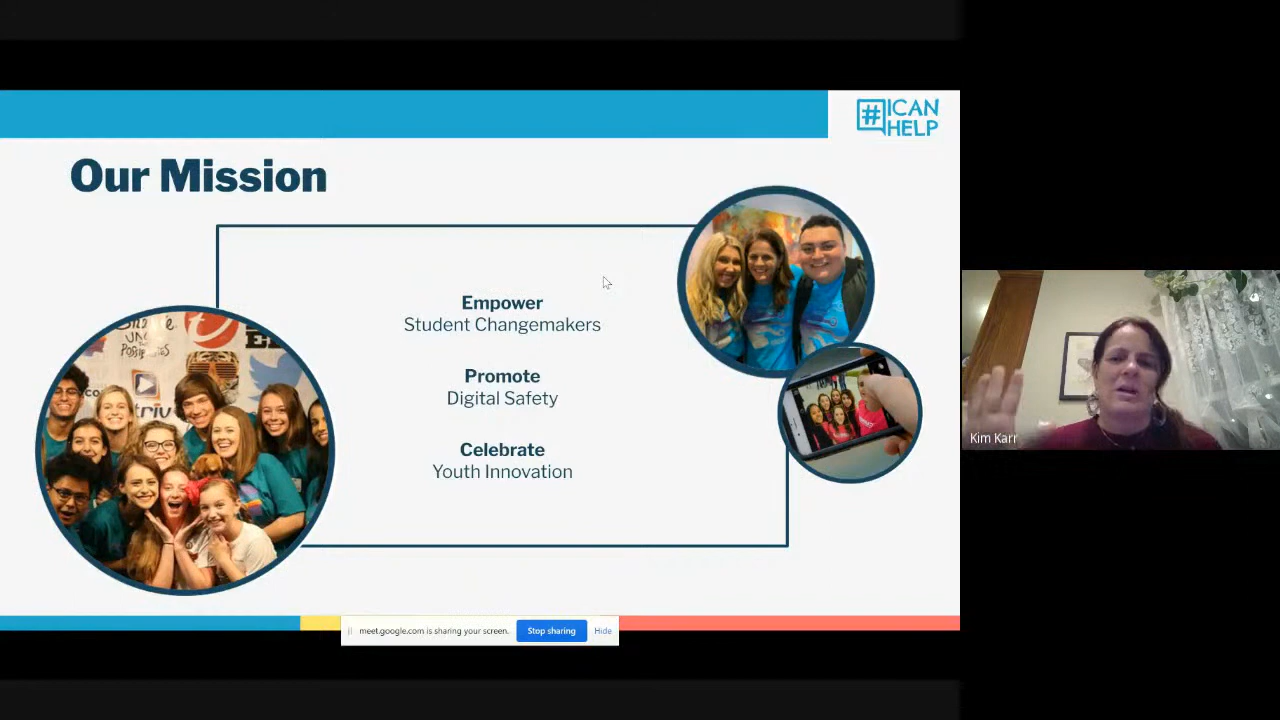 #ICAN
HELP
Our Mission
Empower
Student Changemakers
Promote
Digital Safety
Celebrate
Youth Innovation
Kim Karr
meet.google.com is sharing your screen.
Stop sharing
Hide